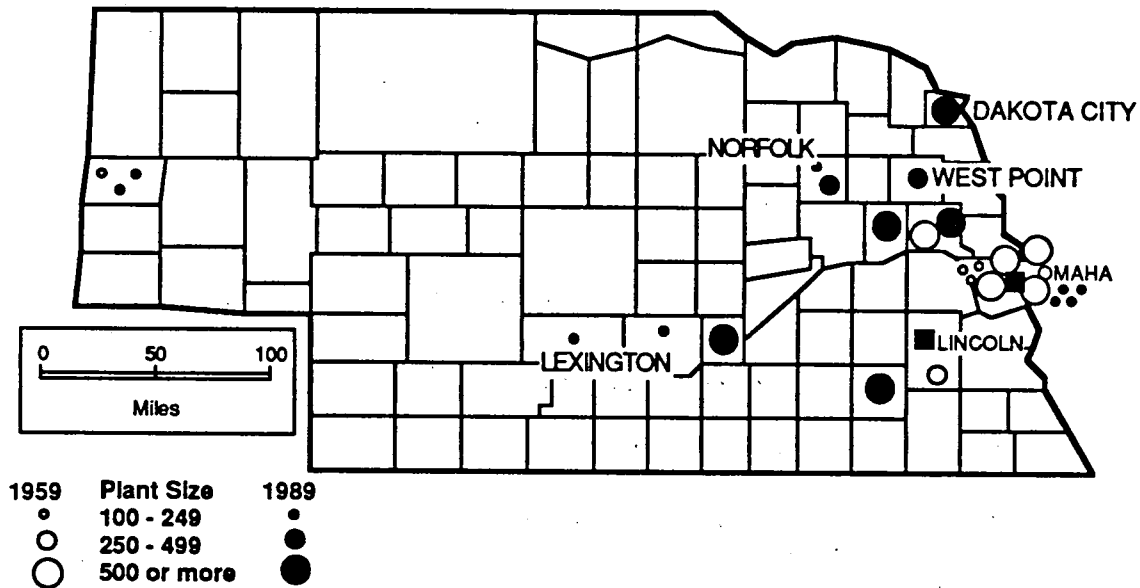 DAKOTA CITY
NORFOLK
WEST POINT
OMAHA
LINCOLN
LEXINGTON
0 50 100
Miles
1959 Plant Size 1989
100 - 249
250 - 499
500 or more